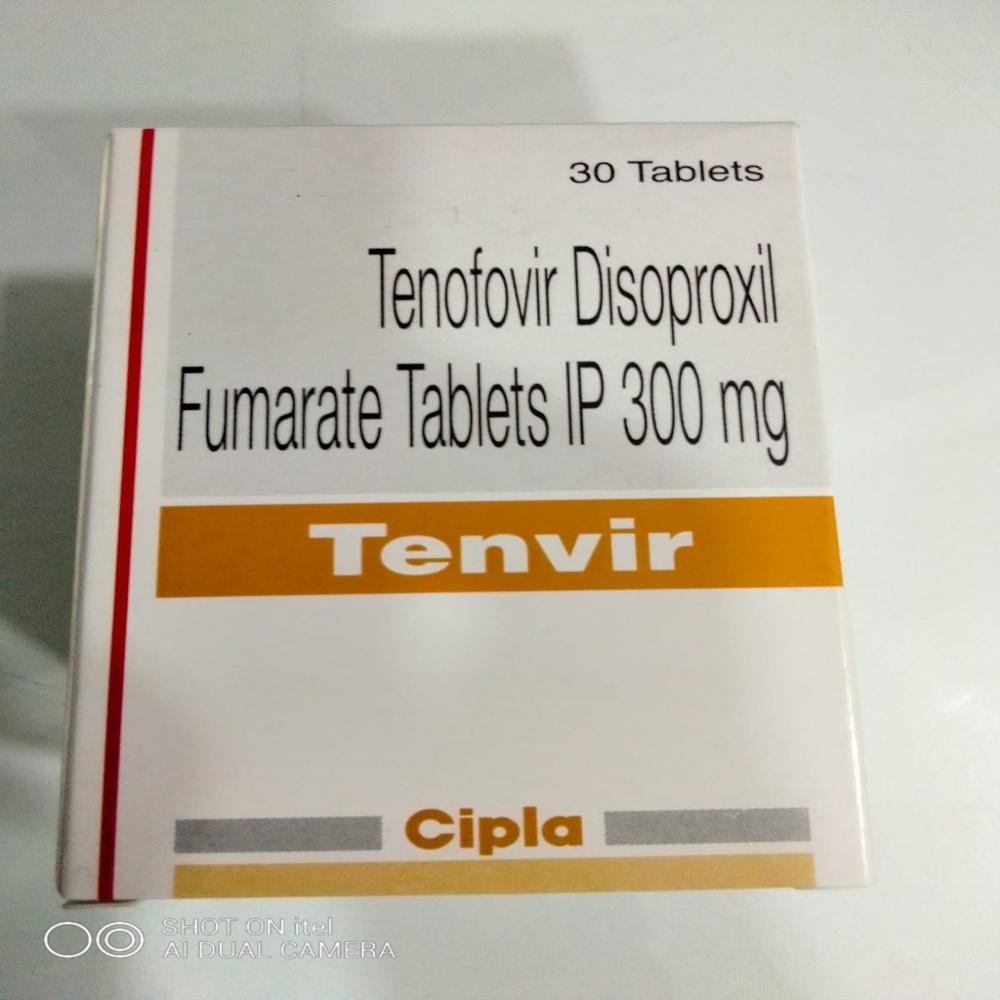 30 Tablets
Tenofovir Disoproxil
Fumarate Tablets IP 300 mg
Tenvir
Cipla
SHOT ON itel
AI DUAL CAMERA